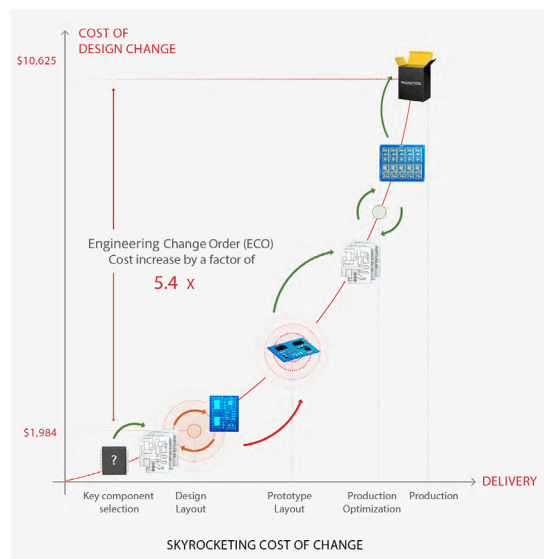 COST OF
DESIGN CHANGE
$10,625
PRODUCTION
Engineering Change Order (ECO)
Cost increase by a factor of
5.4 x
$1,984
?
DELIVERY
Key component
selection
Design
Layout
Prototype
Layout
Production
Optimization
Production
SKYROCKETING COST OF CHANGE